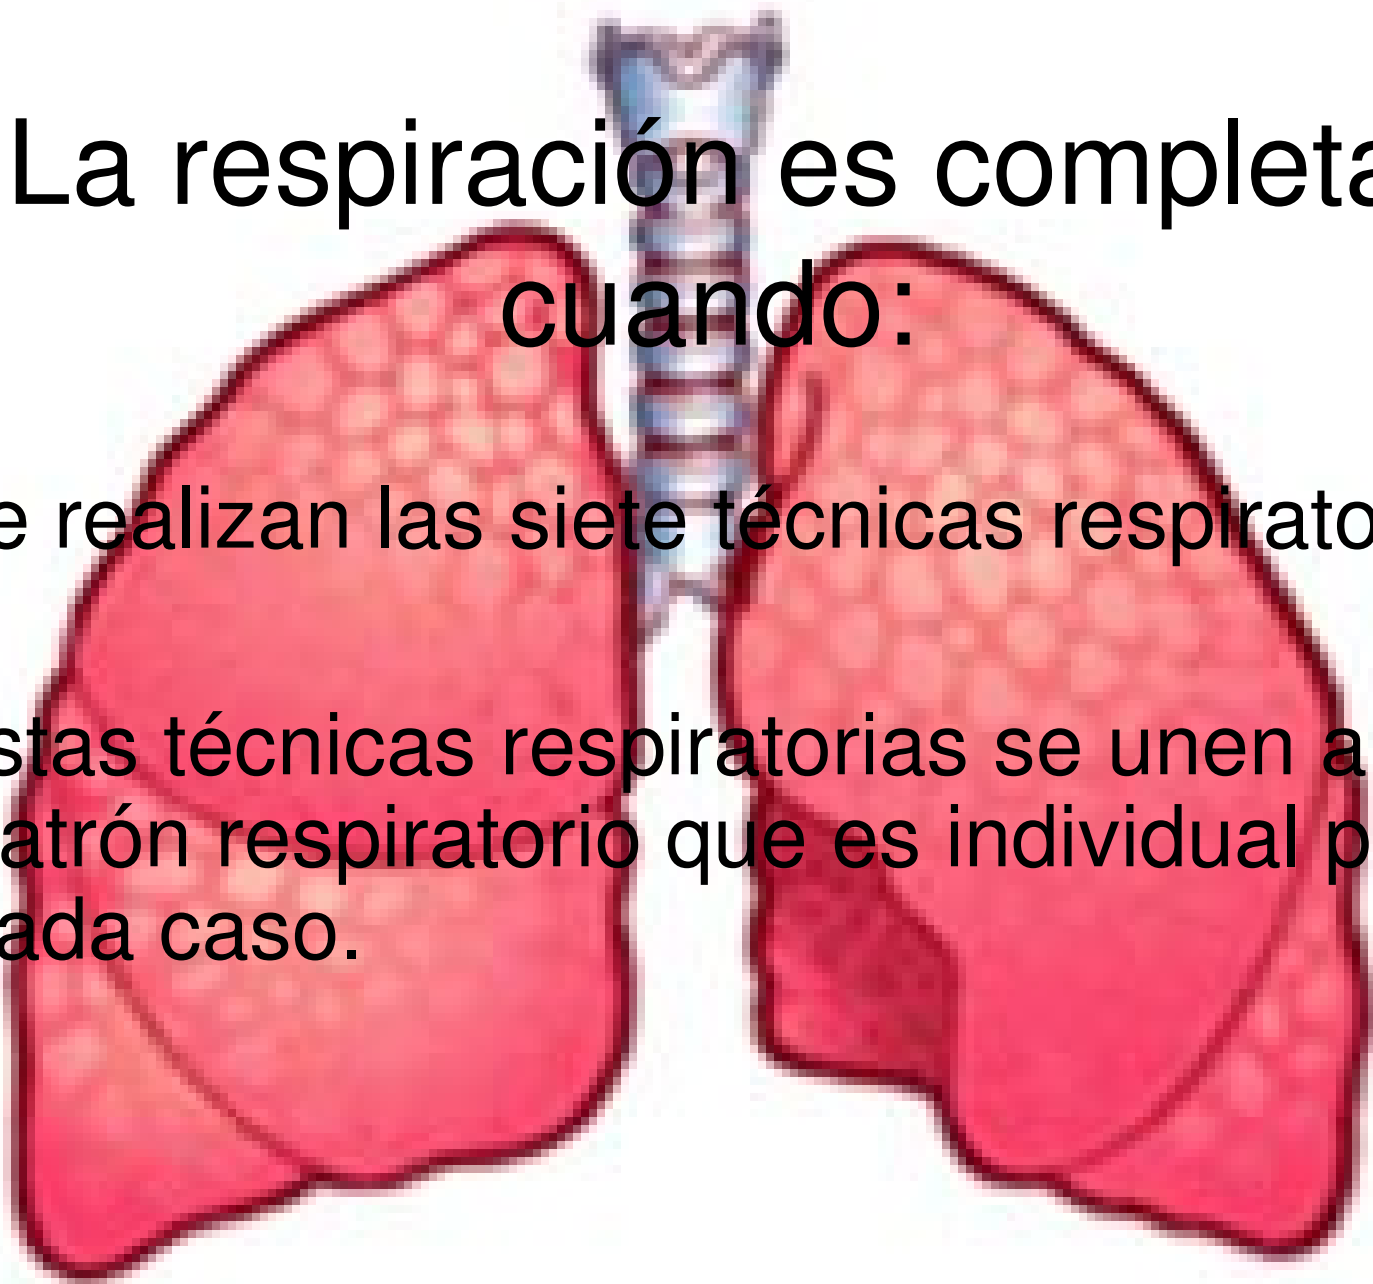 La respiración es completa
cuando:
e realizan las siete técnicas respirato
stas técnicas respiratorias se unen a
atrón respiratorio que es individual p
ada caso.